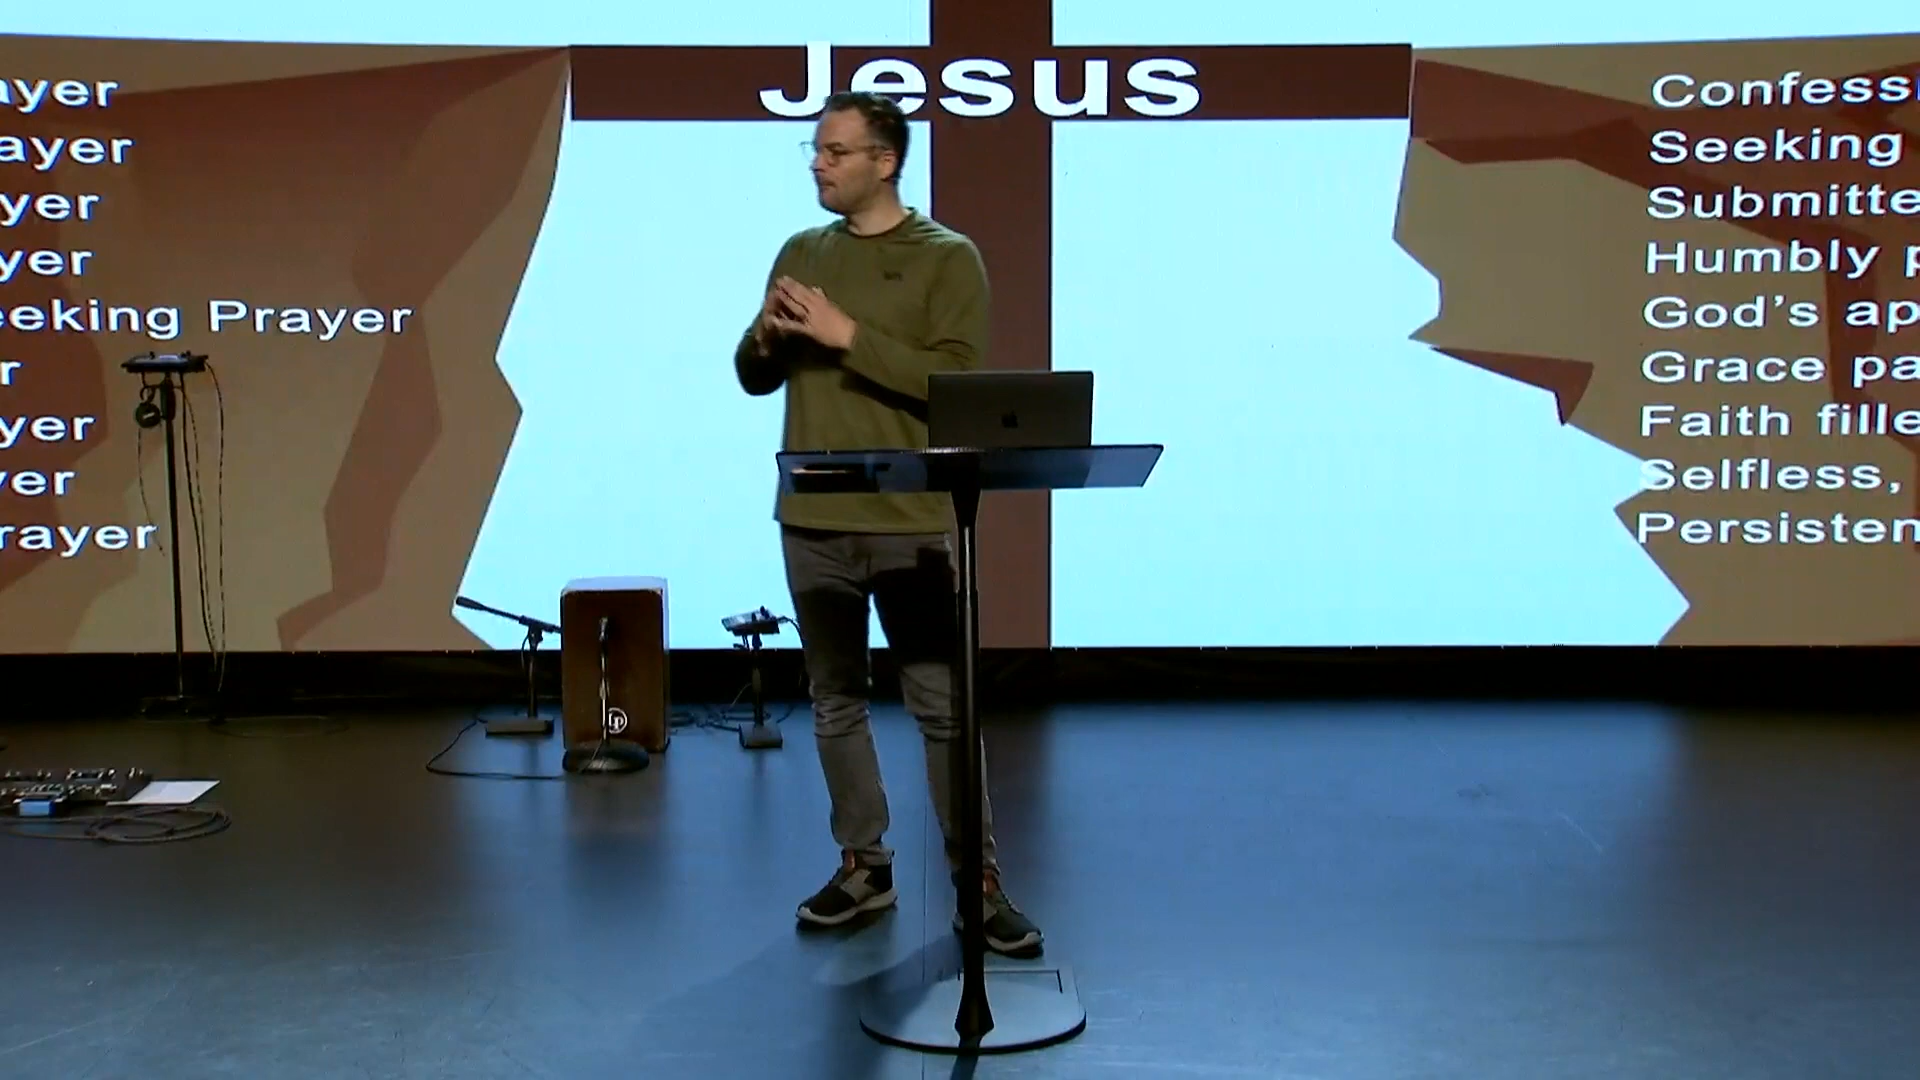 Jesus
ayer
ayer
yer
yer
eeking Prayer
r
yer
yer
rayer
Confess
Seeking
Submitte
Humbly p
God's ap
Grace pa
Faith fille
Selfless,
Persisten
LP